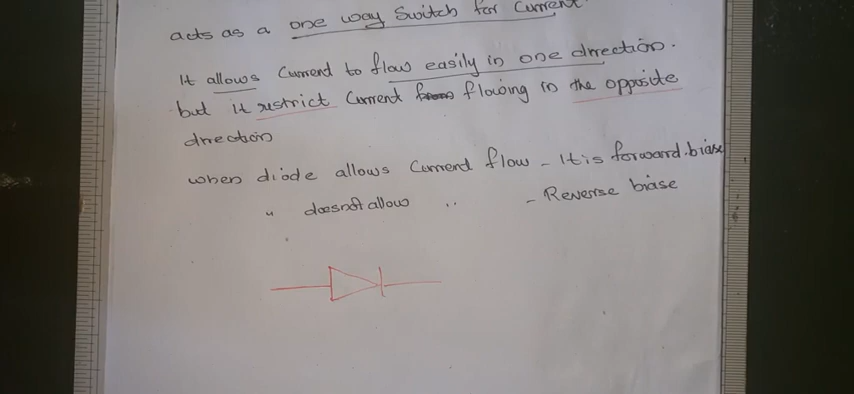 acts as a one way Switch for Current.
It allows Current to flow easily in one direction.
but it restrict Current flowing in the opposite
direction
when diode allows Current flow - It is forward biase
" doesnot allow " - Reverse biase